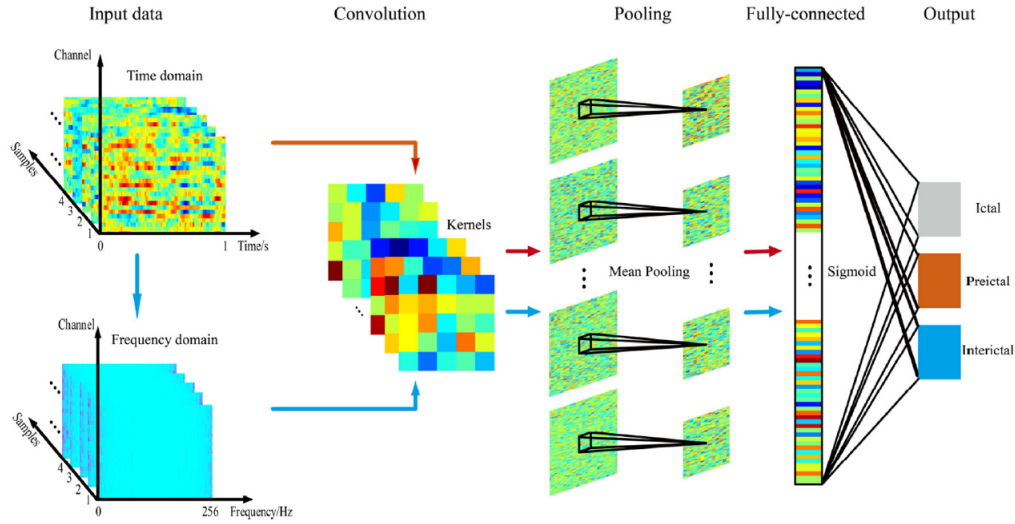 Input data
Convolution
Pooling
Fully-connected
Output
Channel
Time domain
Samples
4
3
2
1
0
1
Time/s
Kernels
Mean Pooling
Sigmoid
Ictal
Preictal
Interictal
Channel
Frequency domain
Samples
4
3
2
1
0
256
Frequency/Hz